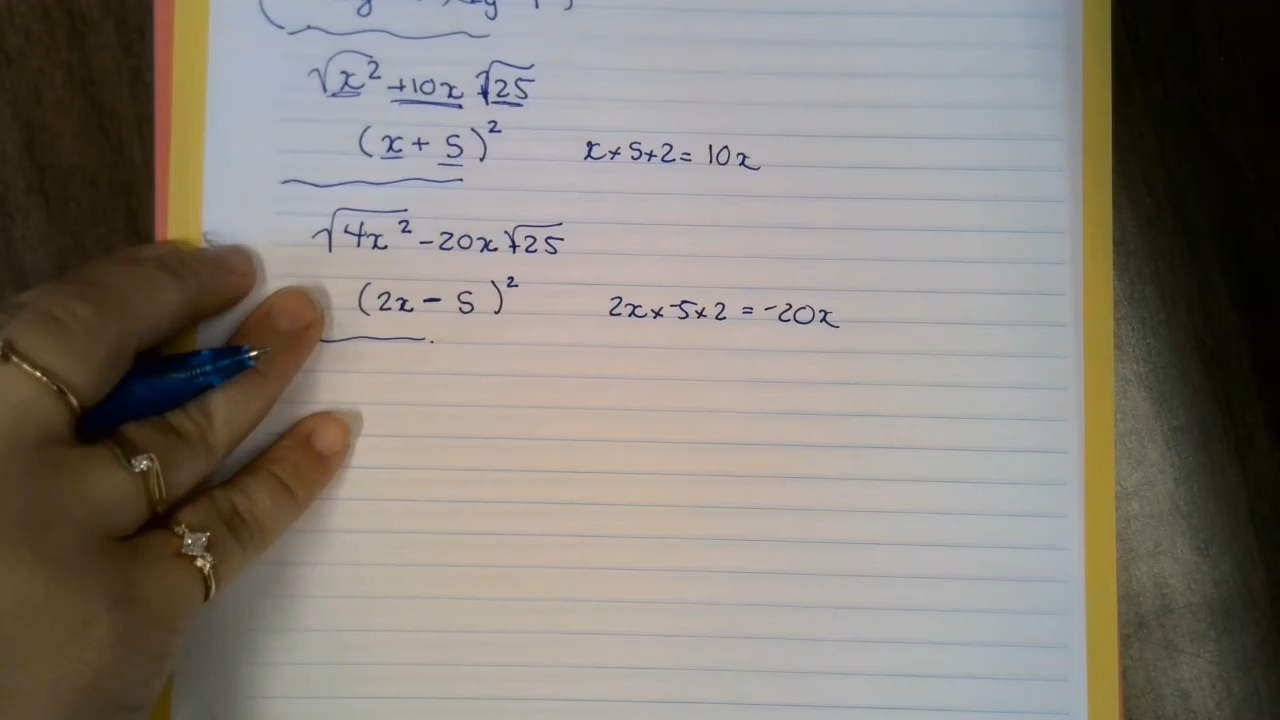 √x² +10x √25
(x + 5)² x × 5 × 2 = 10x
√4x² - 20x √25
(2x - 5)² 2x × -5 × 2 = -20x